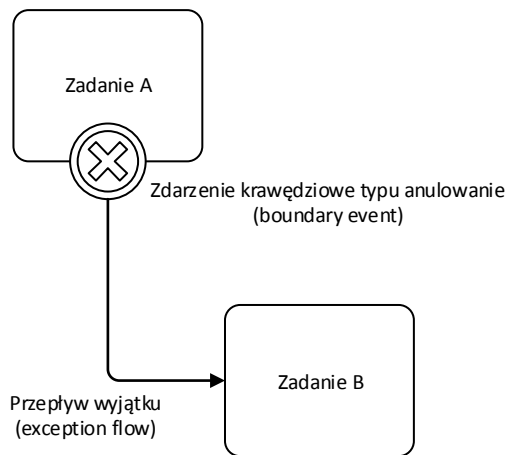 Zadanie A
Zdarzenie krawędziowe typu anulowanie
(boundary event)
Zadanie B
Przepływ wyjątku
(exception flow)